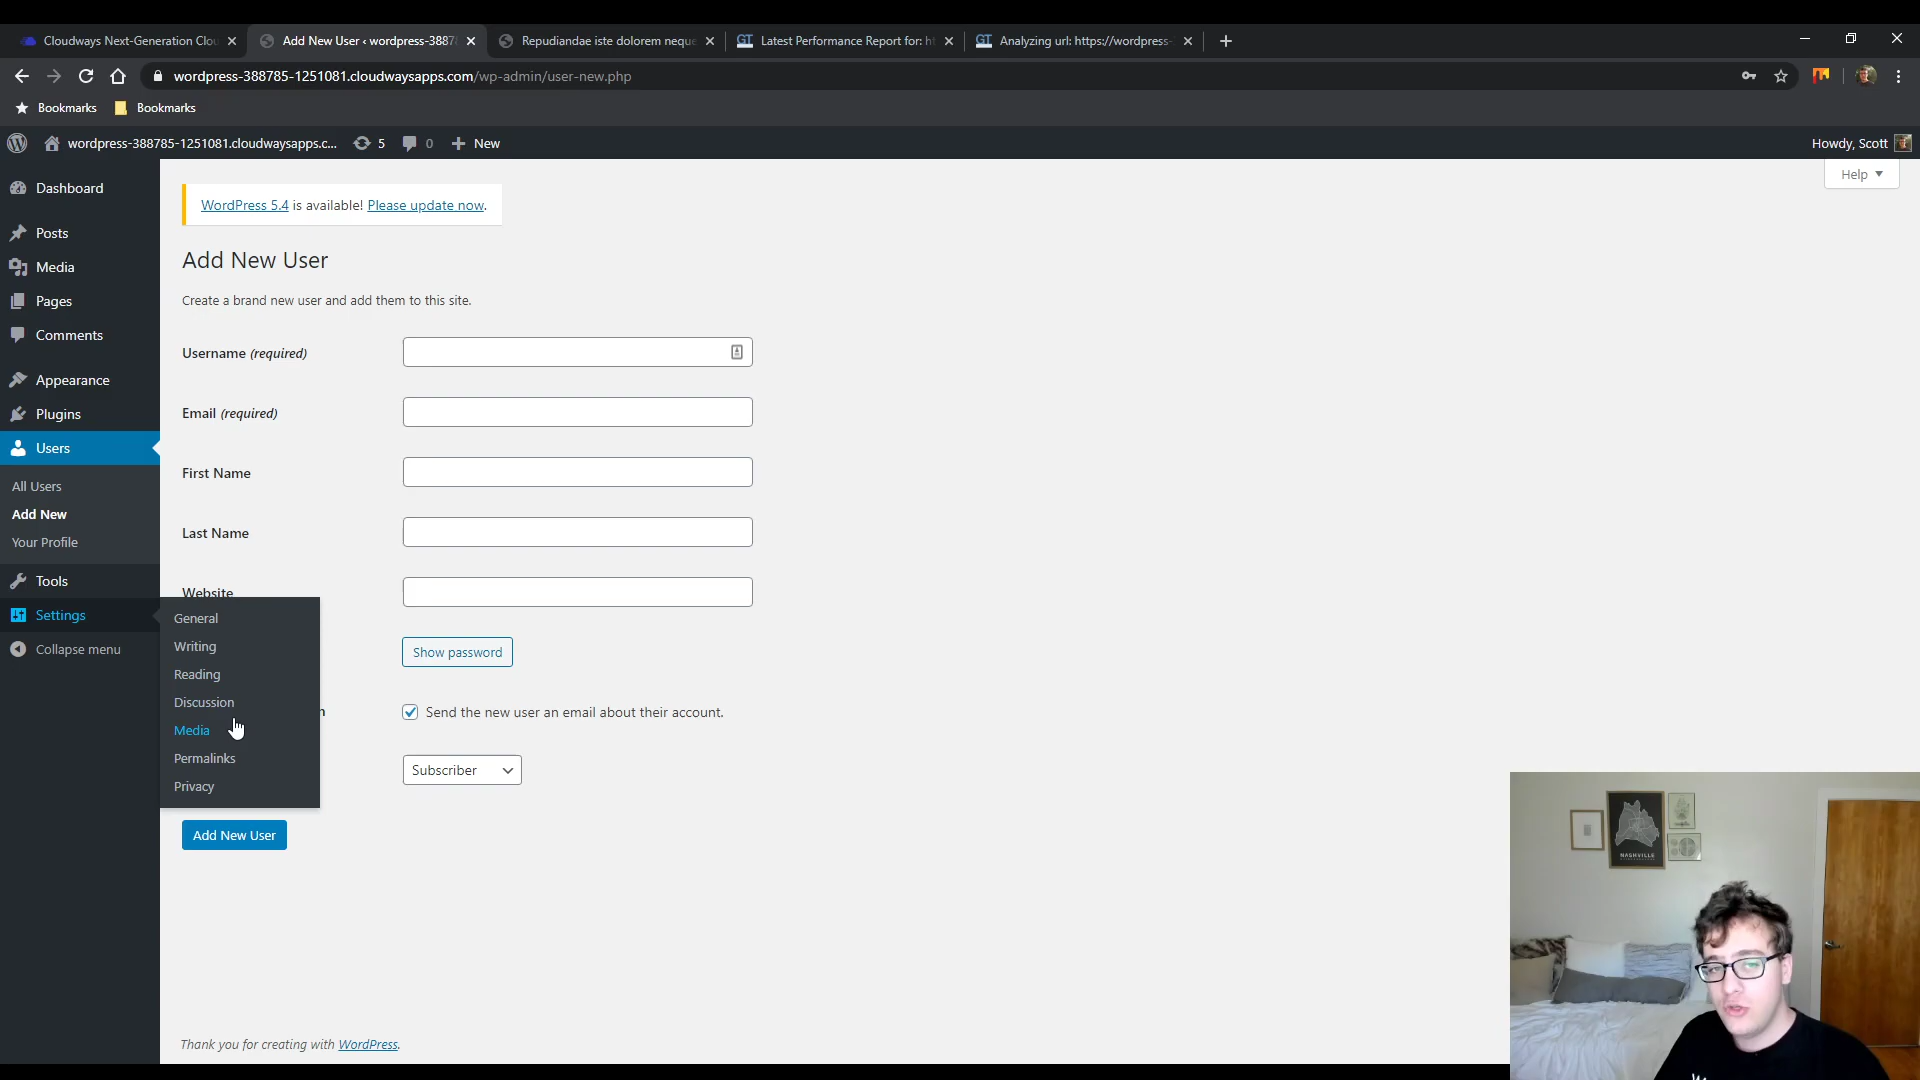 Cloudways Next-Generation Clou
Add New User ‹ wordpress-3887
Repudiandae iste dolorem neque
Latest Performance Report for: ht
Analyzing url: https://wordpress-
wordpress-388785-1251081.cloudwaysapps.com/wp-admin/user-new.php
Bookmarks
Bookmarks
wordpress-388785-1251081.cloudwaysapps.c...
5
0
New
Howdy, Scott
Help
Dashboard
Posts
Media
Pages
Comments
Appearance
Plugins
Users
All Users
Add New
Your Profile
Tools
Settings
Collapse menu
General
Writing
Reading
Discussion
Media
Permalinks
Privacy
WordPress 5.4 is available! Please update now.
Add New User
Create a brand new user and add them to this site.
Username (required)
Email (required)
First Name
Last Name
Website
Show password
Send the new user an email about their account.
Subscriber
Add New User
Thank you for creating with WordPress.
NASHVILLE